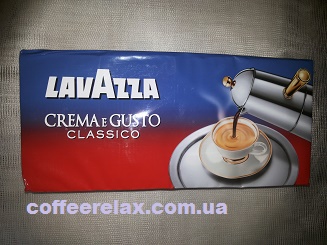 LAVAZZA
CREMA E GUSTO
CLASSICO
coffeerelax.com.ua